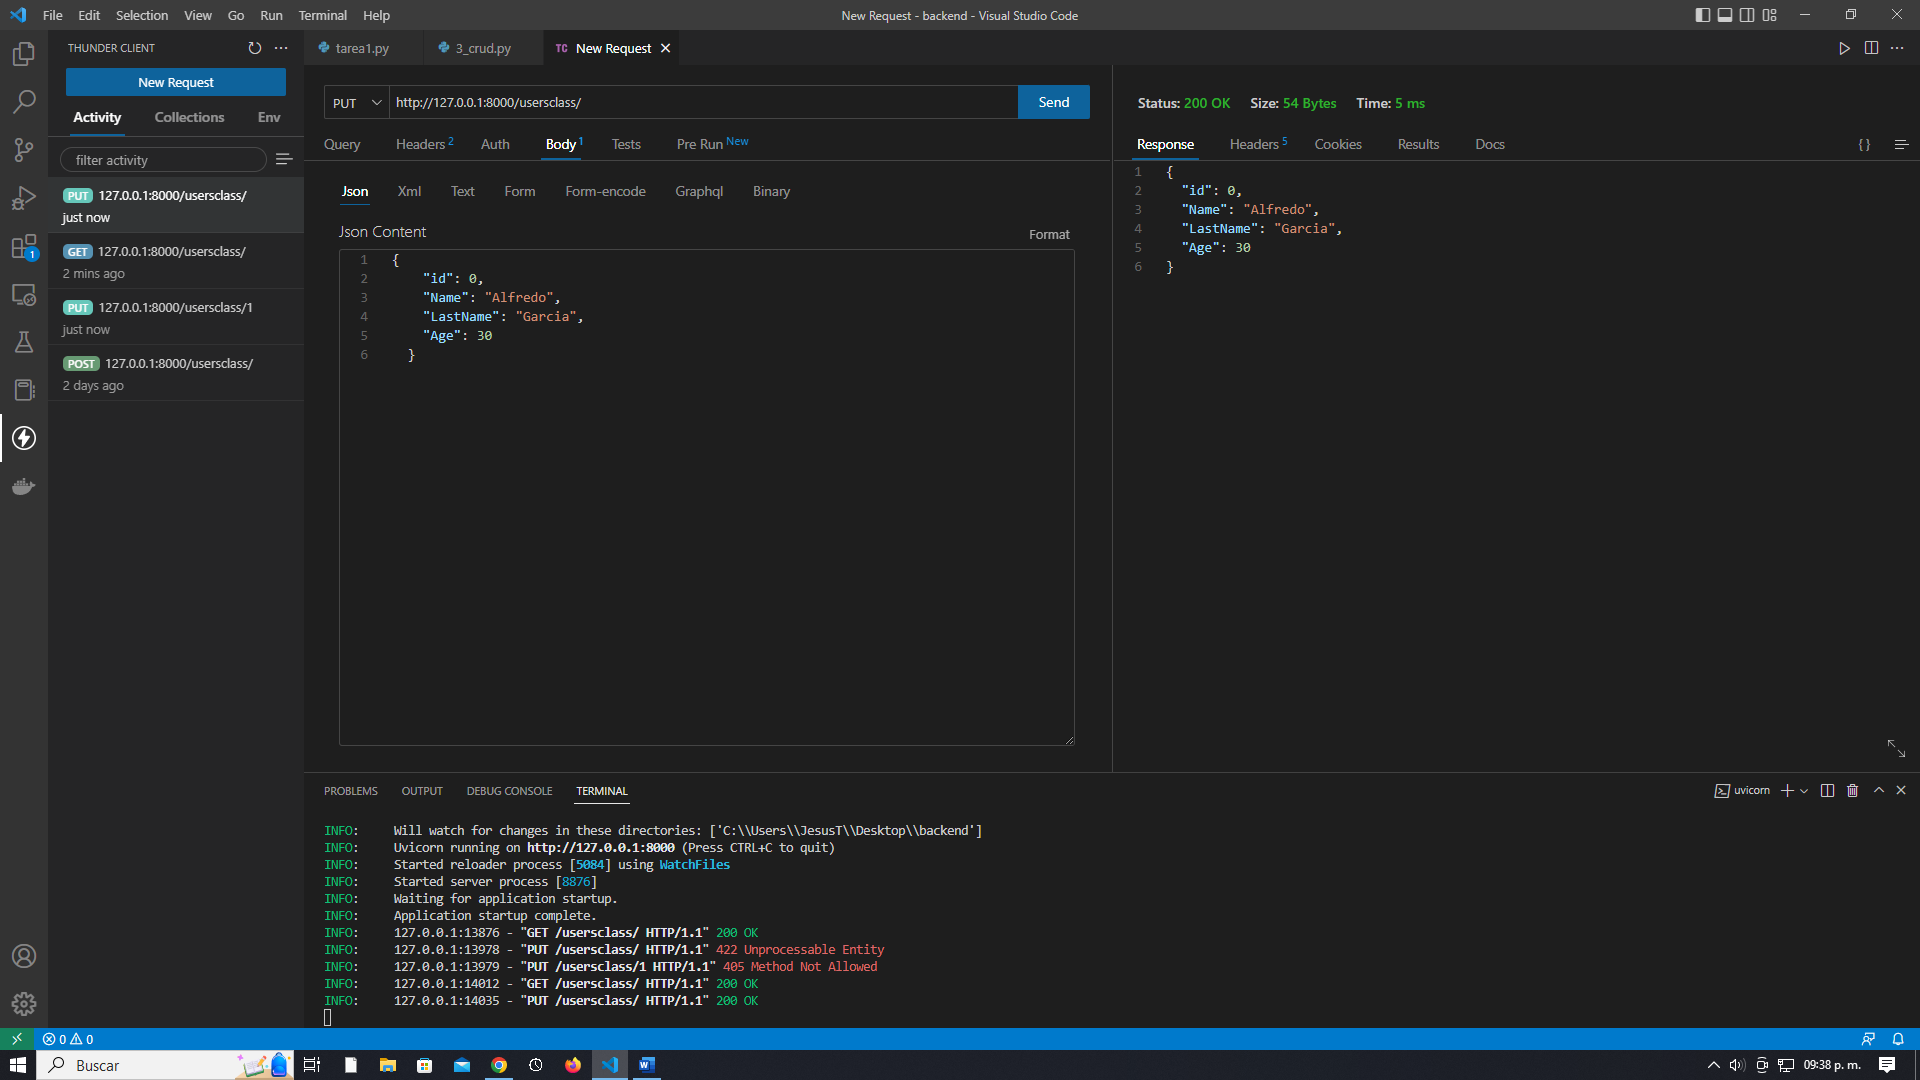 File Edit Selection View Go Run Terminal Help
New Request - backend - Visual Studio Code
THUNDER CLIENT
New Request
Activity Collections Env
filter activity
PUT 127.0.0.1:8000/usersclass/
just now
GET 127.0.0.1:8000/usersclass/
2 mins ago
PUT 127.0.0.1:8000/usersclass/1
just now
POST 127.0.0.1:8000/usersclass/
2 days ago
1
tarea1.py 3_crud.py TC New Request
PUT http://127.0.0.1:8000/usersclass/ Send
Query Headers 2 Auth Body 1 Tests Pre Run New
Json Xml Text Form Form-encode Graphql Binary
Json Content Format
1 {
2 "id": 0,
3 "Name": "Alfredo",
4 "LastName": "Garcia",
5 "Age": 30
6 }
Status: 200 OK Size: 54 Bytes Time: 5 ms
Response Headers 5 Cookies Results Docs { }
1 {
2 "id": 0,
3 "Name": "Alfredo",
4 "LastName": "Garcia",
5 "Age": 30
6 }
PROBLEMS OUTPUT DEBUG CONSOLE TERMINAL
uvicorn
INFO: Will watch for changes in these directories: ['C:\\Users\\JesusT\\Desktop\\backend']
INFO: Uvicorn running on http://127.0.0.1:8000 (Press CTRL+C to quit)
INFO: Started reloader process [5084] using WatchFiles
INFO: Started server process [8876]
INFO: Waiting for application startup.
INFO: Application startup complete.
INFO: 127.0.0.1:13876 - "GET /usersclass/ HTTP/1.1" 200 OK
INFO: 127.0.0.1:13978 - "PUT /usersclass/ HTTP/1.1" 422 Unprocessable Entity
INFO: 127.0.0.1:13979 - "PUT /usersclass/1 HTTP/1.1" 405 Method Not Allowed
INFO: 127.0.0.1:14012 - "GET /usersclass/ HTTP/1.1" 200 OK
INFO: 127.0.0.1:14035 - "PUT /usersclass/ HTTP/1.1" 200 OK
0 0
Buscar
09:38 p. m.